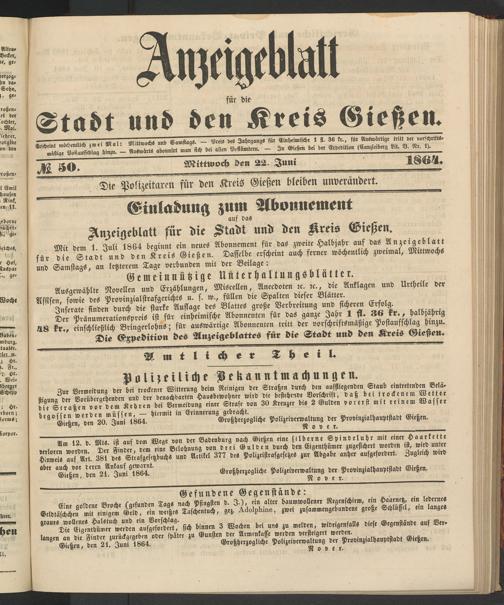 Anzeigeblatt
für die
Stadt und den Kreis Gießen.
Erscheint wöchentlich zwei Mal: Mittwochs und Samstags. — Preis des Jahrgangs für Einheimische 1 fl. 36 kr., für Auswärtige tritt der vorschrifts-
mäßige Postaufschlag hinzu. — Auswärts abonnirt man sich bei allen Postämtern. — In Gießen bei der Expedition (Canzleiberg Lit. B. Nr. 1).
№ 50. Mittwoch den 22. Juni 1864.
Die Polizeitaxen für den Kreis Gießen bleiben unverändert.
Einladung zum Abonnement
auf das
Anzeigeblatt für die Stadt und den Kreis Gießen.
Mit dem 1. Juli 1864 beginnt ein neues Abonnement für das zweite Halbjahr auf das Anzeigeblatt
für die Stadt und den Kreis Gießen. Dasselbe erscheint auch ferner wöchentlich zweimal, Mittwochs
und Samstags, an letzterem Tage verbunden mit der Beilage:
Gemeinnützige Unterhaltungsblätter.
Ausgewählte Novellen und Erzählungen, Miscellen, Anecdoten ꝛc. ꝛc., die Anklagen und Urtheile der
Assisen, sowie des Provinzialstrafgerichts u. s. w., füllen die Spalten dieser Blätter.
Inserate finden durch die starke Auflage des Blattes große Verbreitung und sicheren Erfolg.
Der Pränumerationspreis ist für einheimische Abonnenten für das ganze Jahr 1 fl. 36 kr., halbjährig
48 kr., einschließlich Bringerlohns; für auswärtige Abonnenten tritt der vorschriftsmäßige Postaufschlag hinzu.
Die Expedition des Anzeigeblattes für die Stadt und den Kreis Gießen.
Amtlicher Theil.
Polizeiliche Bekanntmachungen.
Zur Vermeidung der bei trockener Witterung beim Reinigen der Straßen durch den aufsteigenden Staub eintretenden Beläs-
tigung der Vorübergehenden und der benachbarten Hausbewohner wird die bestehende Vorschrift, daß bei trockenem Wetter
die Straßen vor dem Kehren bei Vermeidung einer Strafe von 30 Kreuzer bis 2 Gulden vorerst mit reinem Wasser
begossen werden müssen, — hiermit in Erinnerung gebracht.
Gießen, den 20. Juni 1864. Großherzogliche Polizeiverwaltung der Provinzialhauptstadt Gießen.
Nover.
Am 12. v. Mts. ist auf dem Wege von der Badenburg nach Gießen eine silberne Spindeluhr mit einer Haarkette
verloren worden. Der Finder, dem eine Belohnung von drei Gulden durch den Eigenthümer zugesichert worden ist, wird unter
Hinweis auf Art. 381 des Strafgesetzbuchs und Artikel 377 des Polizeistrafgesetzes zur Abgabe anher aufgefordert. Zugleich wird
aber auch vor deren Ankauf gewarnt.
Gießen, den 21. Juni 1864. Großherzogliche Polizeiverwaltung der Provinzialhauptstadt Gießen.
Nover.
Gefundene Gegenstände:
Eine goldene Broche (gefunden Tags nach Pfingsten d. J.), ein alter baumwollener Regenschirm, ein Haarnetz, ein ledernes
Geldtäschchen mit einigem Geld, ein weißes Taschentuch, gez. Adolphine, zwei zusammengebundene große Schlüssel, ein langes
graues wollenes Halstuch und ein Vorschlag.
Die Eigenthümer werden aufgefordert, sich binnen 3 Wochen bei uns zu melden, widrigenfalls diese Gegenstände auf Ver-
langen an die Finder zurückgegeben oder später zu Gunsten der Armenkasse werden versteigert werden.
Gießen, den 21. Juni 1864. Großherzogliche Polizeiverwaltung der Provinzialhauptstadt Gießen.
Nover.